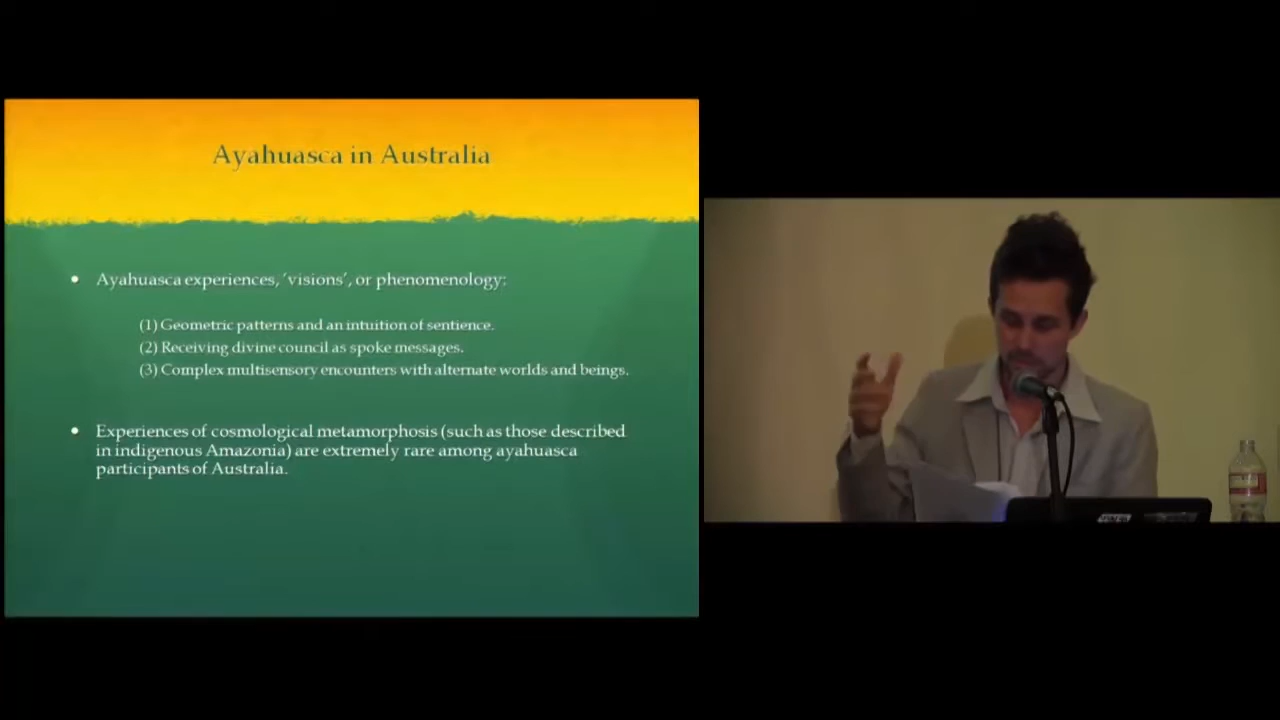 Ayahuasca in Australia
• Ayahuasca experiences, 'visions', or phenomenology:
(1) Geometric patterns and an intuition of sentience.
(2) Receiving divine council as spoke messages.
(3) Complex multisensory encounters with alternate worlds and beings.
• Experiences of cosmological metamorphosis (such as those described
in indigenous Amazonia) are extremely rare among ayahuasca
participants of Australia.